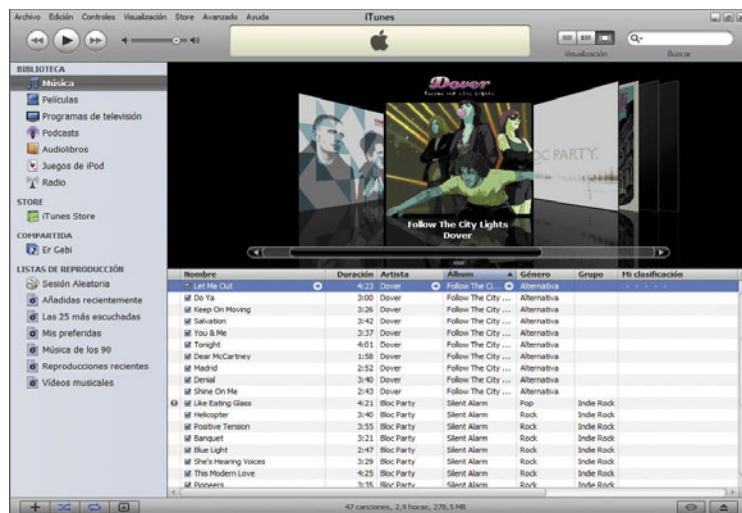 Archivo Edición Controles Visualización Store Avanzado Ayuda
iTunes
Visualización
Buscar
BIBLIOTECA
Música
Películas
Programas de televisión
Podcasts
Audiolibros
Juegos de iPod
Radio
STORE
iTunes Store
COMPARTIDA
Er Gebi
LISTAS DE REPRODUCCIÓN
Sesión Aleatoria
Añadidas recientemente
Las 25 más escuchadas
Mis preferidas
Música de los 90
Reproducciones recientes
Vídeos musicales
Dover
BLOC PARTY.
Follow The City Lights
Dover
Nombre Duración Artista Álbum Género Grupo Mi clasificación
Let Me Out 4:23 Dover Follow The Ci... Alternativa
Do Ya 3:00 Dover Follow The City ... Alternativa
Keep On Moving 3:26 Dover Follow The City ... Alternativa
Salvation 3:42 Dover Follow The City ... Alternativa
You & Me 3:37 Dover Follow The City ... Alternativa
Tonight 4:01 Dover Follow The City ... Alternativa
Dear McCartney 1:58 Dover Follow The City ... Alternativa
Madrid 2:52 Dover Follow The City ... Alternativa
Denial 3:40 Dover Follow The City ... Alternativa
Shine On Me 2:43 Dover Follow The City ... Alternativa
Like Eating Glass 4:21 Bloc Party Silent Alarm Pop Indie Rock
Helicopter 3:40 Bloc Party Silent Alarm Rock Indie Rock
Positive Tension 3:55 Bloc Party Silent Alarm Rock Indie Rock
Banquet 3:21 Bloc Party Silent Alarm Rock Indie Rock
Blue Light 2:47 Bloc Party Silent Alarm Rock Indie Rock
She's Hearing Voices 3:29 Bloc Party Silent Alarm Rock Indie Rock
This Modern Love 4:25 Bloc Party Silent Alarm Rock Indie Rock
Pioneers 3:35 Bloc Party Silent Alarm Rock Indie Rock
47 canciones, 2,9 horas, 278,5 MB